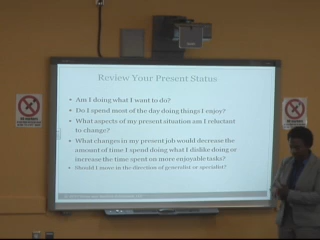 Review Your Present Status
• Am I doing what I want to do?
• Do I spend most of the day doing things I enjoy?
• What aspects of my present situation am I reluctant
to change?
• What changes in my present job would decrease the
amount of time I spend doing what I dislike doing or
increase the time spent on more enjoyable tasks?
• Should I move in the direction of generalist or specialist?